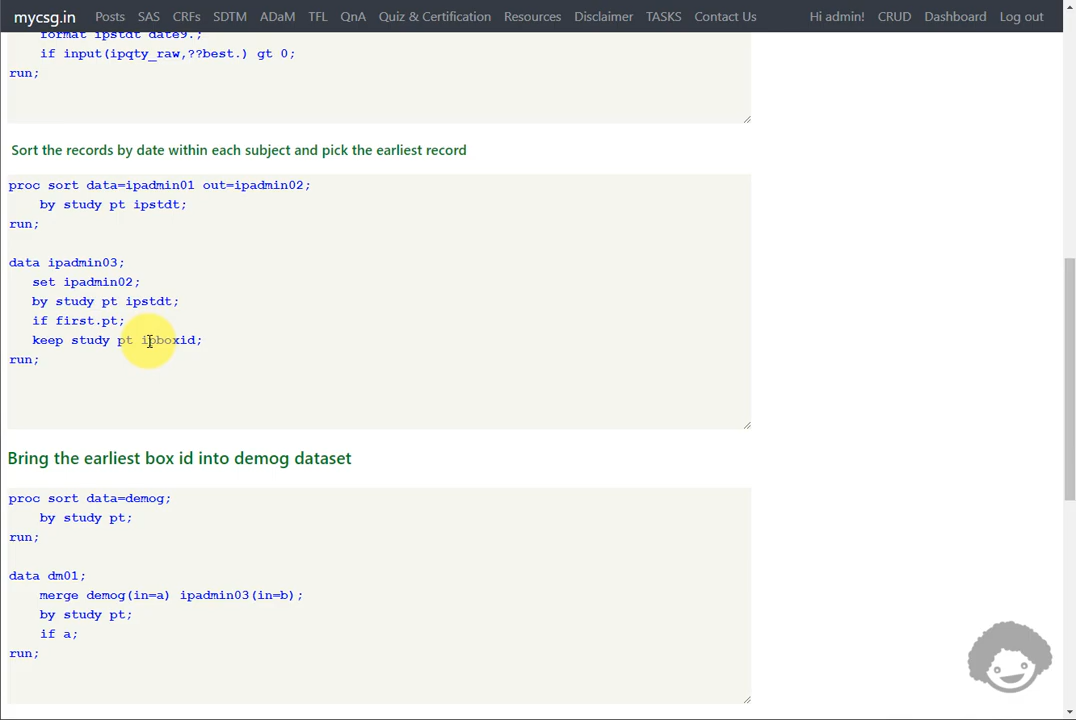 mycsg.in Posts SAS CRFs SDTM ADaM TFL QnA Quiz & Certification Resources Disclaimer TASKS Contact Us Hi admin! CRUD Dashboard Log out
format ipstdt date9.;
if input(ipqty_raw,??best.) gt 0;
run;
Sort the records by date within each subject and pick the earliest record
proc sort data=ipadmin01 out=ipadmin02;
by study pt ipstdt;
run;
data ipadmin03;
set ipadmin02;
by study pt ipstdt;
if first.pt;
keep study pt ipboxid;
run;
Bring the earliest box id into demog dataset
proc sort data=demog;
by study pt;
run;
data dm01;
merge demog(in=a) ipadmin03(in=b);
by study pt;
if a;
run;